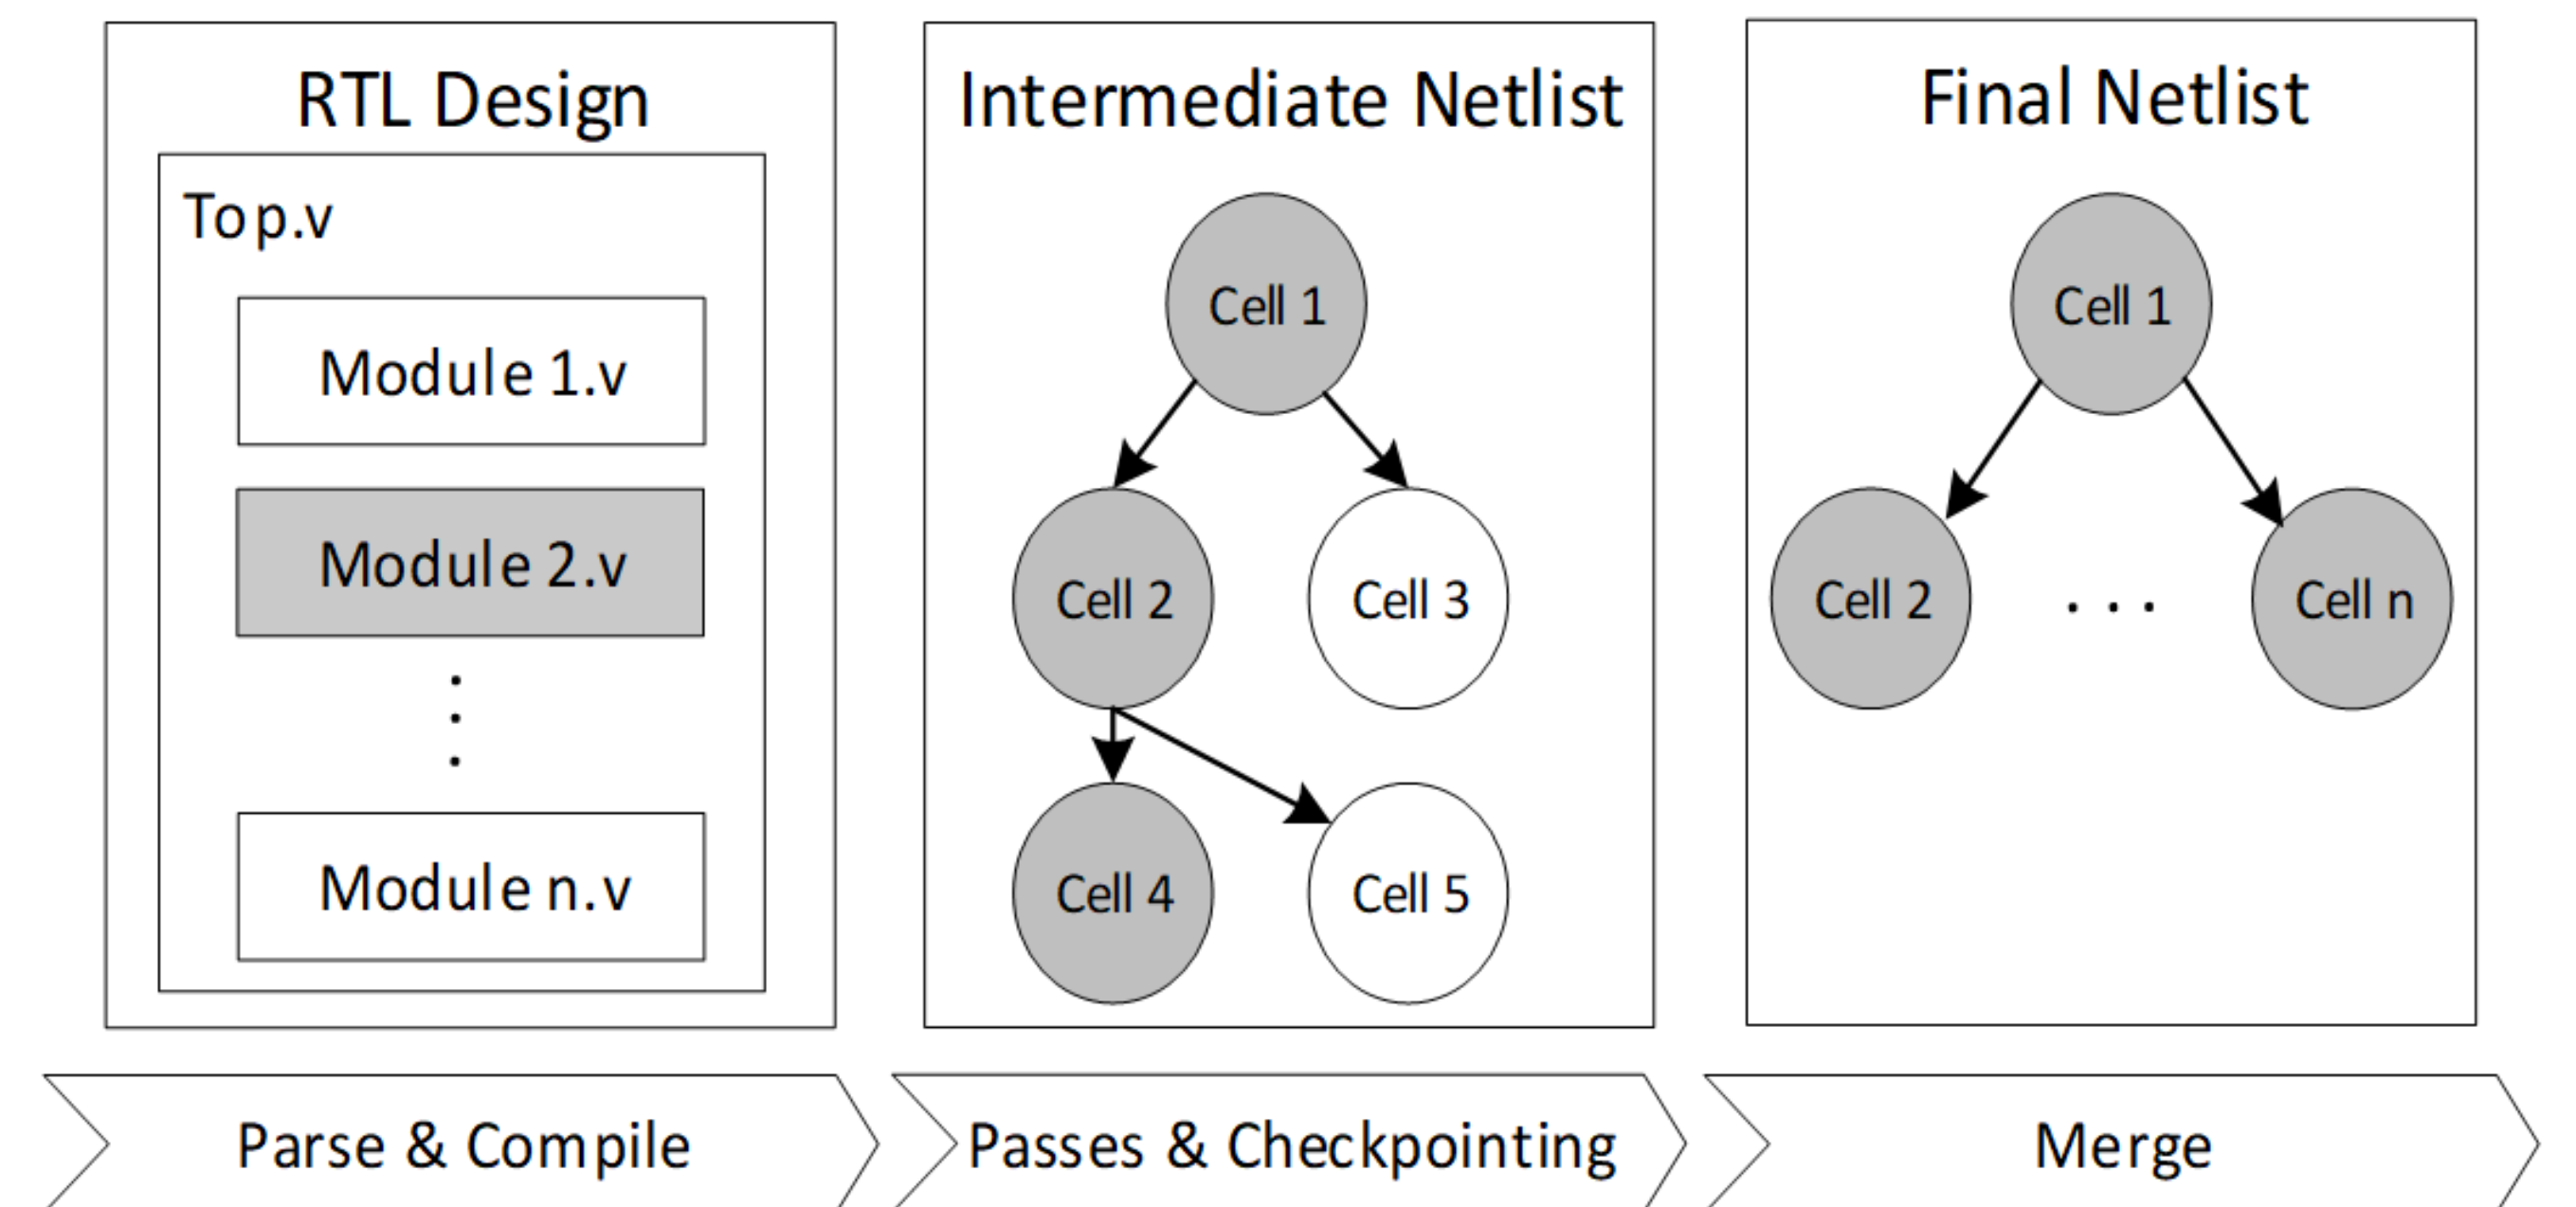 RTL Design
Top.v
Module 1.v
Module 2.v
Module n.v
Parse & Compile
Intermediate Netlist
Cell 1
Cell 2
Cell 3
Cell 4
Cell 5
Passes & Checkpointing
Final Netlist
Cell 1
Cell 2
. . .
Cell n
Merge